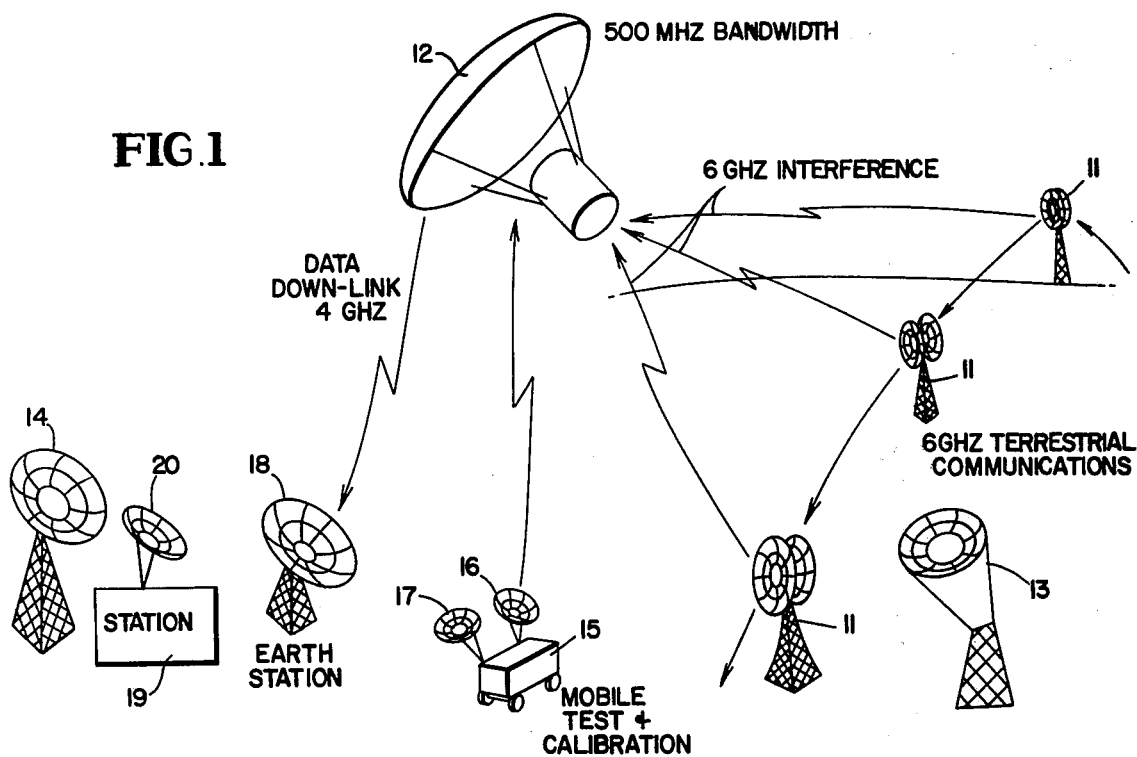 FIG.1
12
500 MHZ BANDWIDTH
6 GHZ INTERFERENCE
11
DATA
DOWN-LINK
4 GHZ
11
6GHZ TERRESTRIAL
COMMUNICATIONS
14
20
18
STATION
19
EARTH
STATION
17
16
15
MOBILE
TEST &
CALIBRATION
11
13